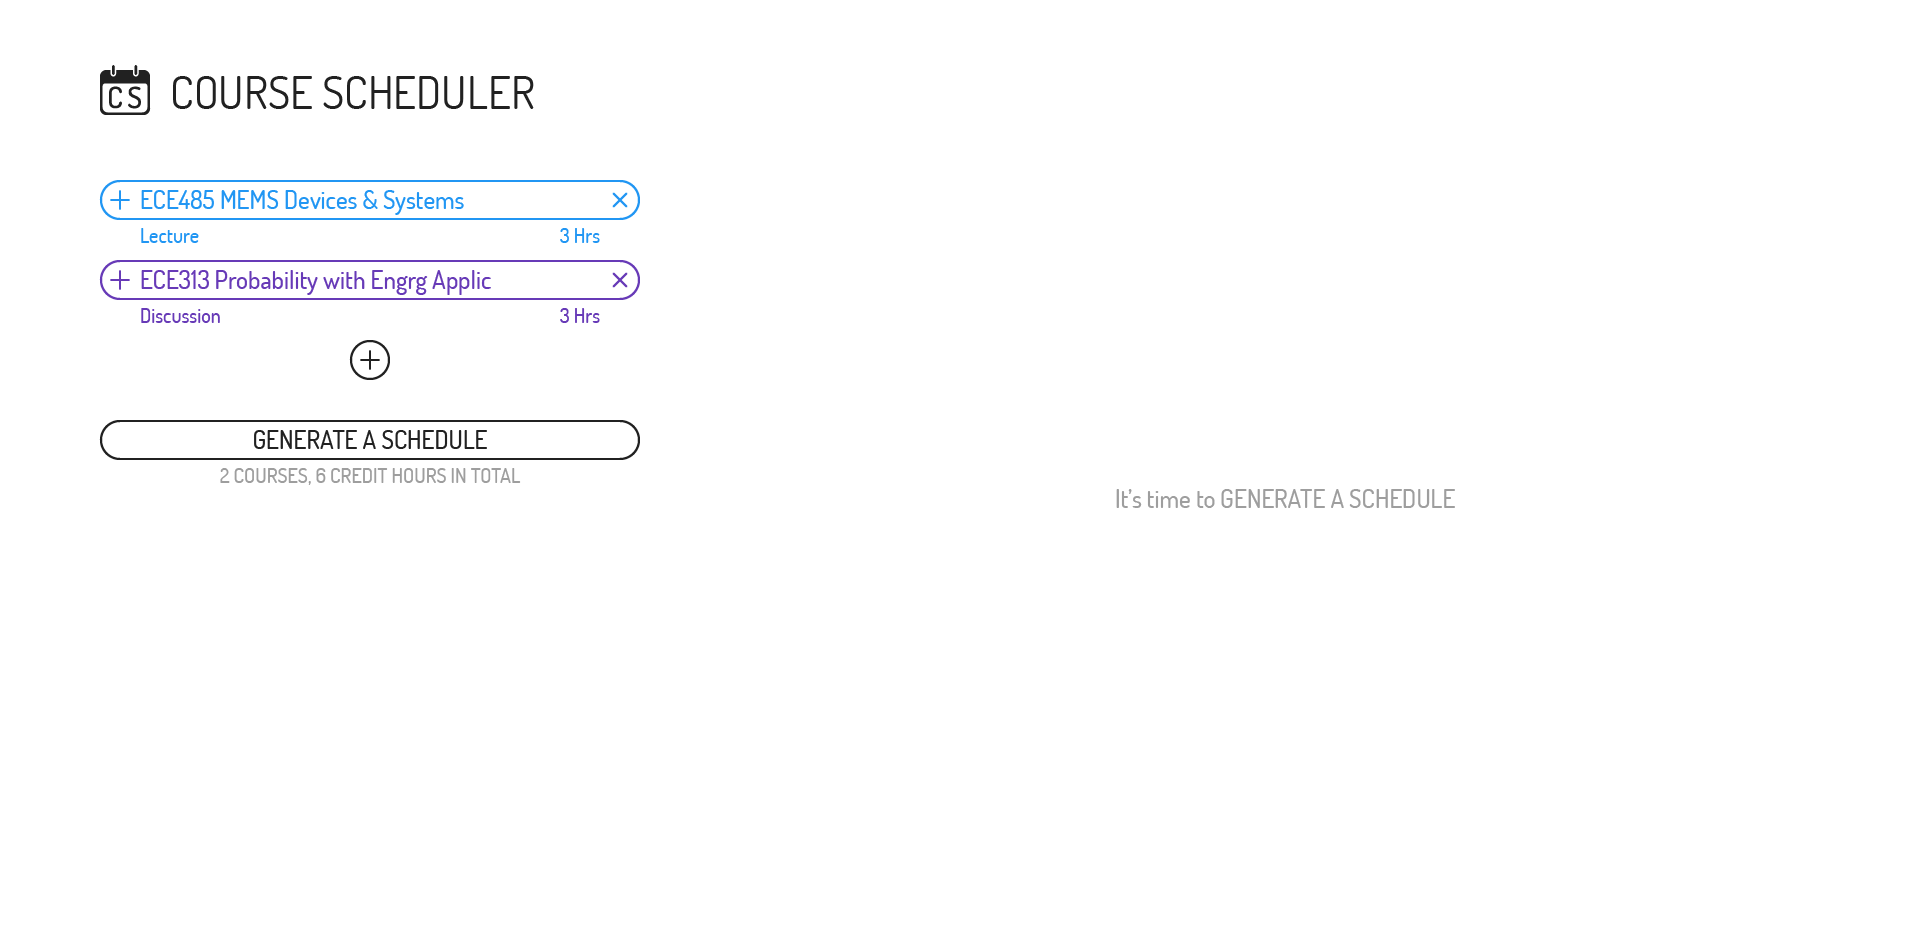 CS
COURSE SCHEDULER
ECE485 MEMS Devices & Systems
Lecture 3 Hrs
ECE313 Probability with Engrg Applic
Discussion 3 Hrs
GENERATE A SCHEDULE
2 COURSES, 6 CREDIT HOURS IN TOTAL
It's time to GENERATE A SCHEDULE